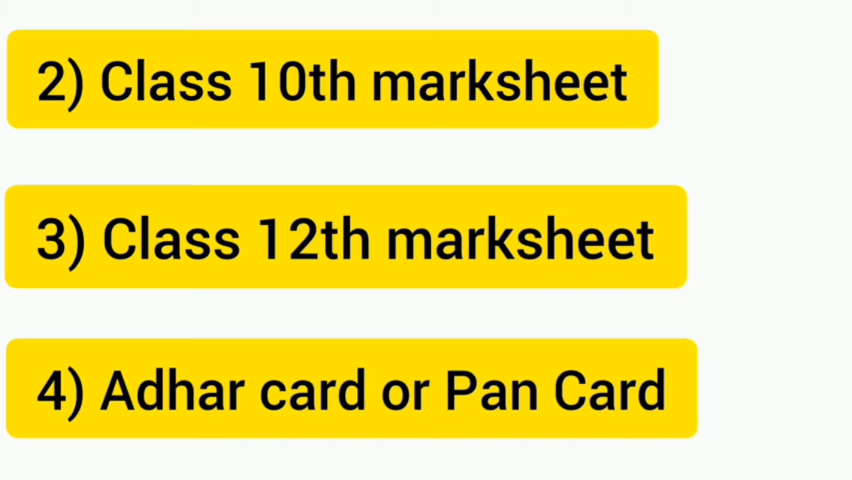 2) Class 10th marksheet
3) Class 12th marksheet
4) Adhar card or Pan Card